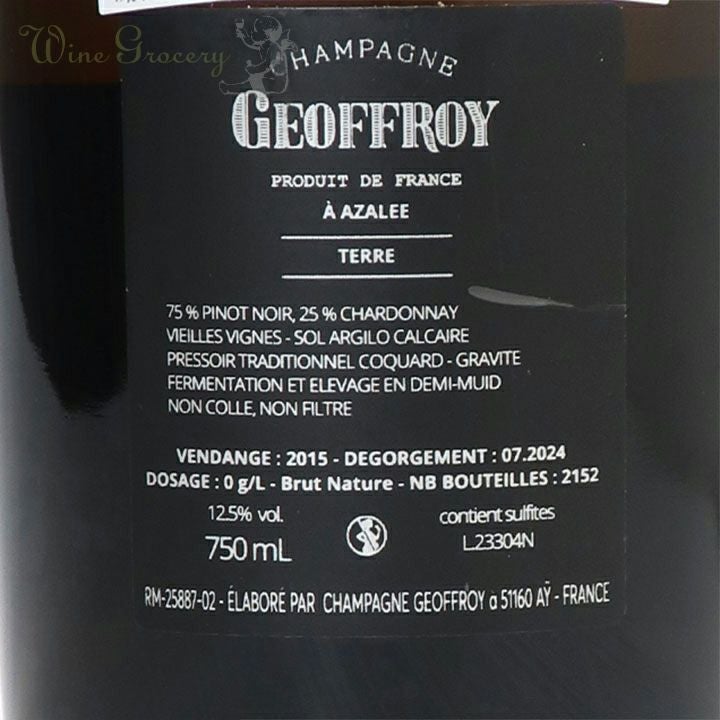 Wine Grocery
CHAMPAGNE
GEOFFROY
PRODUIT DE FRANCE
À AZALEE
TERRE
75 % PINOT NOIR, 25 % CHARDONNAY
VIEILLES VIGNES - SOL ARGILO CALCAIRE
PRESSOIR TRADITIONNEL COQUARD - GRAVITE
FERMENTATION ET ELEVAGE EN DEMI-MUID
NON COLLE, NON FILTRE
VENDANGE : 2015 - DEGORGEMENT : 07.2024
DOSAGE : 0 g/L - Brut Nature - NB BOUTEILLES : 2152
12.5% vol.
750 mL
contient sulfites
L.23304N
RM-25887-02 - ÉLABORÉ PAR CHAMPAGNE GEOFFROY à 51160 AŸ - FRANCE